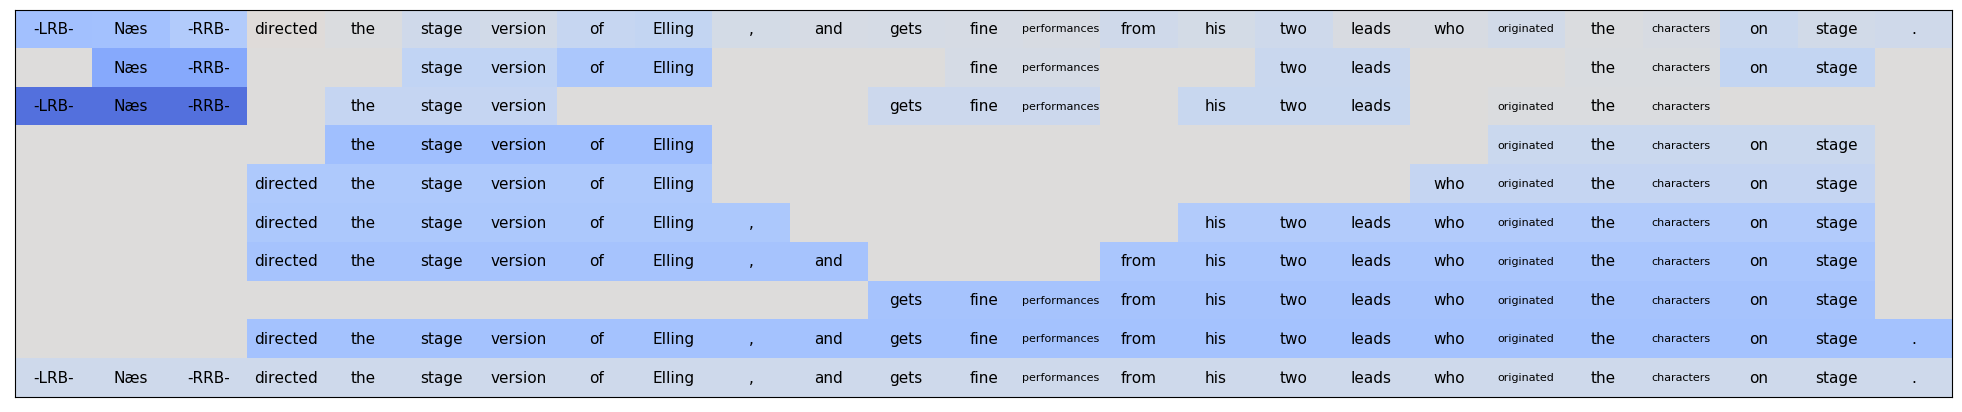 -LRB- Næs -RRB- directed the stage version of Elling , and gets fine performances from his two leads who originated the characters on stage .
Næs -RRB- stage version of Elling fine performances two leads the characters on stage
-LRB- Næs -RRB- the stage version gets fine performances his two leads originated the characters
the stage version of Elling originated the characters on stage
directed the stage version of Elling who originated the characters on stage
directed the stage version of Elling , his two leads who originated the characters on stage
directed the stage version of Elling , and from his two leads who originated the characters on stage
gets fine performances from his two leads who originated the characters on stage
directed the stage version of Elling , and gets fine performances from his two leads who originated the characters on stage .
-LRB- Næs -RRB- directed the stage version of Elling , and gets fine performances from his two leads who originated the characters on stage .